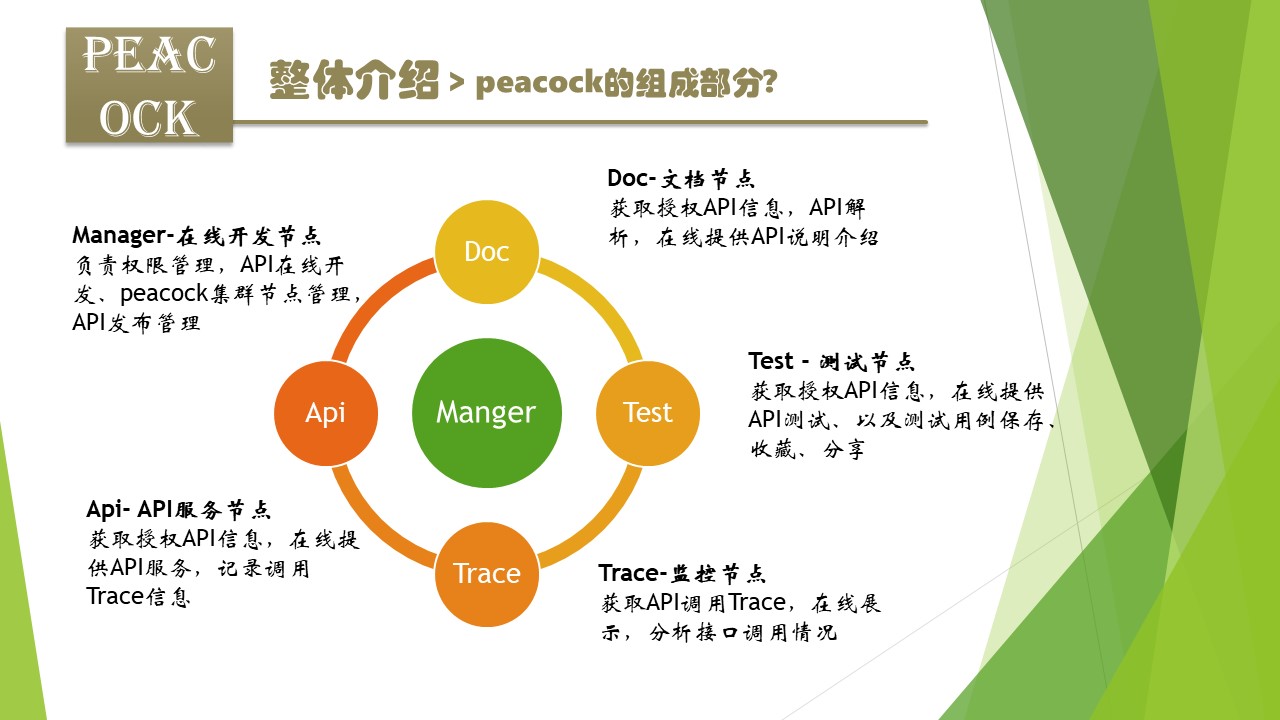 PEAC
OCK
整体介绍 > peacock的组成部分?
Doc-文档节点
获取授权API信息，API解
析，在线提供API说明介绍
Manager-在线开发节点
负责权限管理，API在线开
发、peacock集群节点管理，
API发布管理
Doc
Test - 测试节点
获取授权API信息，在线提供
API测试、以及测试用例保存、
收藏、分享
Api
Manger
Test
Api- API服务节点
获取授权API信息，在线提
供API服务，记录调用
Trace信息
Trace
Trace-监控节点
获取API调用Trace，在线展
示，分析接口调用情况